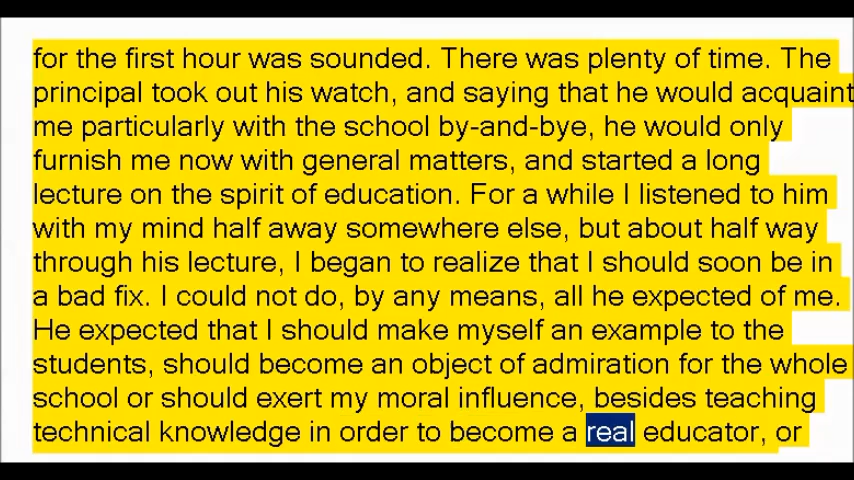 for the first hour was sounded. There was plenty of time. The
principal took out his watch, and saying that he would acquaint
me particularly with the school by-and-bye, he would only
furnish me now with general matters, and started a long
lecture on the spirit of education. For a while I listened to him
with my mind half away somewhere else, but about half way
through his lecture, I began to realize that I should soon be in
a bad fix. I could not do, by any means, all he expected of me.
He expected that I should make myself an example to the
students, should become an object of admiration for the whole
school or should exert my moral influence, besides teaching
technical knowledge in order to become a real educator, or